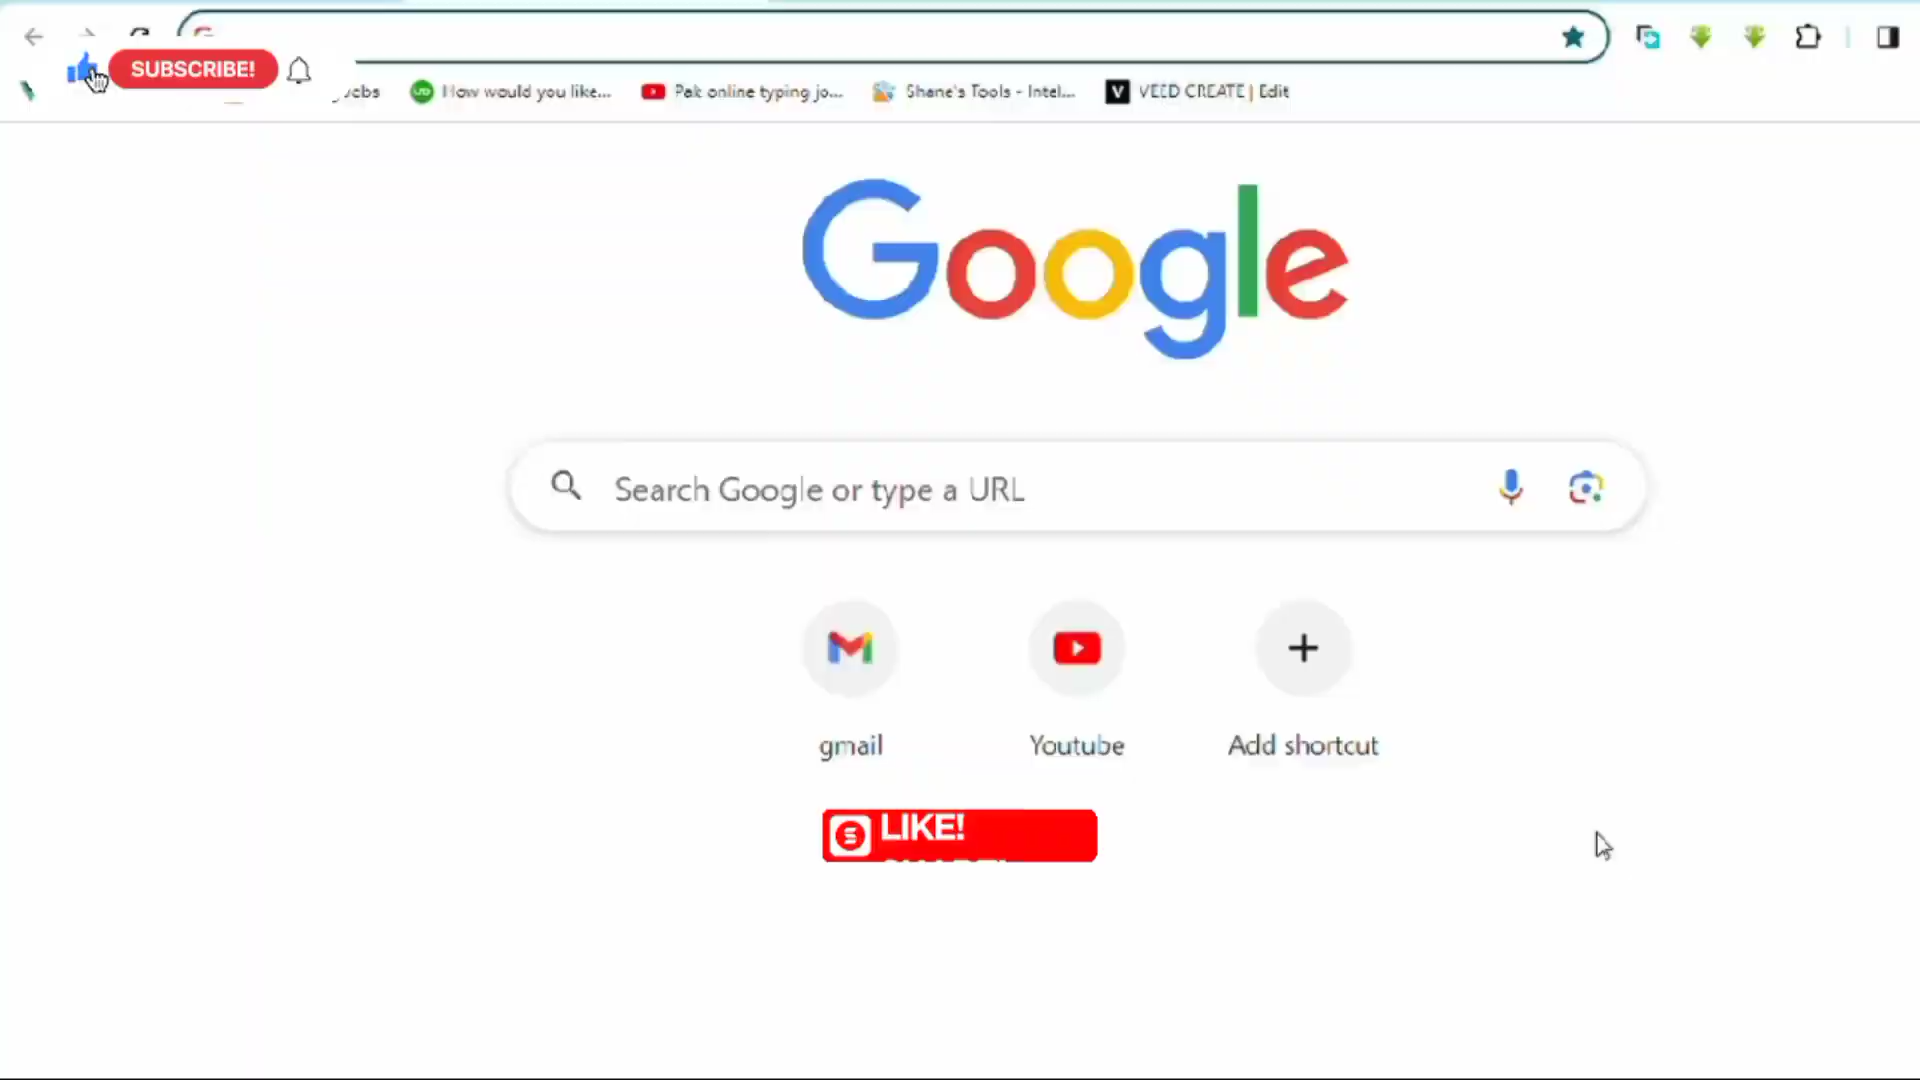 SUBSCRIBE!
How would you like...
Pak online typing jo...
Shane's Tools - Intel...
VEED CREATE | Edit
Google
Search Google or type a URL
gmail
Youtube
Add shortcut
LIKE!